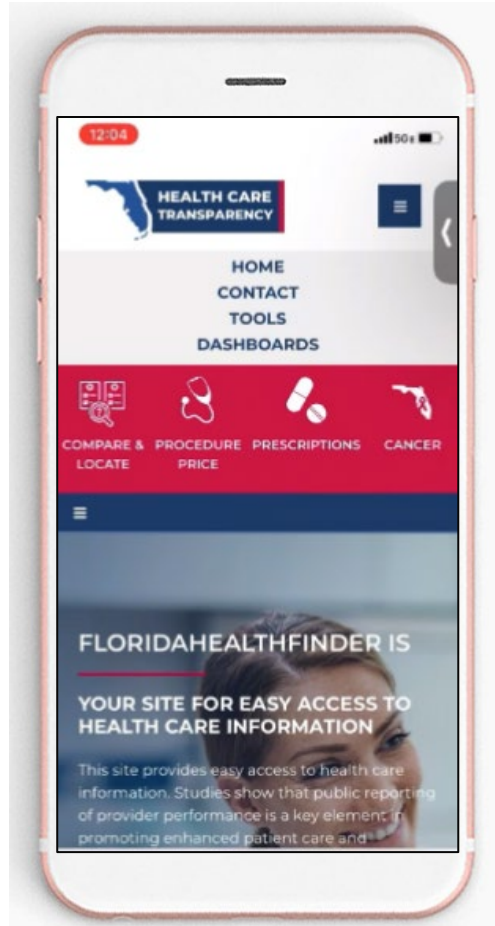 12:04
5G
HEALTH CARE
TRANSPARENCY
HOME
CONTACT
TOOLS
DASHBOARDS
COMPARE &
LOCATE
PROCEDURE
PRICE
PRESCRIPTIONS
CANCER
FLORIDAHEALTHFINDER IS
YOUR SITE FOR EASY ACCESS TO
HEALTH CARE INFORMATION
This site provides easy access to health care
information. Studies show that public reporting
of provider performance is a key element in
promoting enhanced patient care and